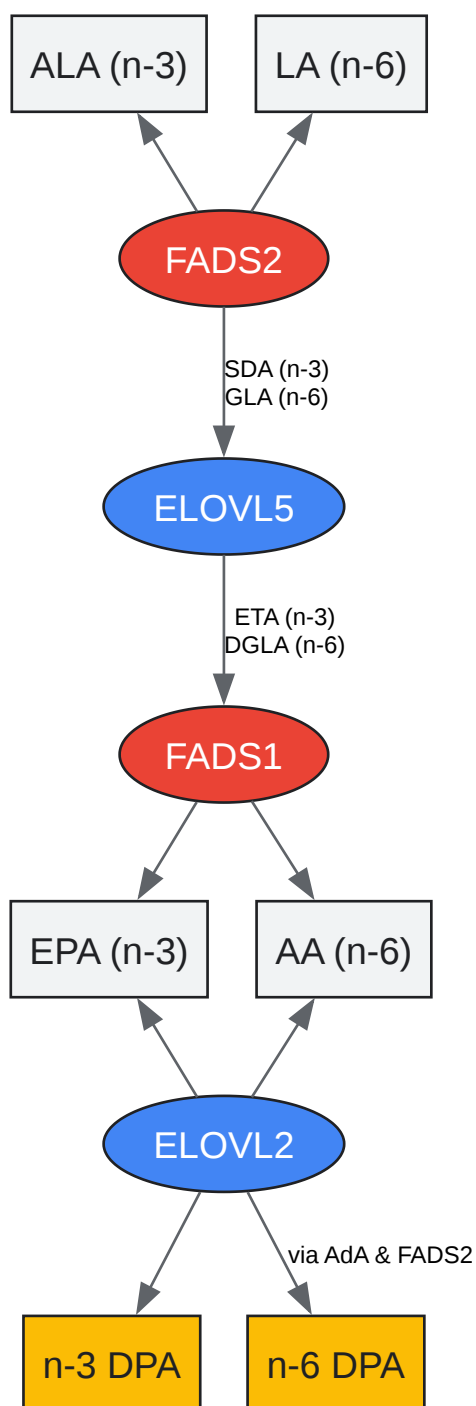 ALA (n-3)
LA (n-6)
FADS2
SDA (n-3)
GLA (n-6)
ELOVL5
ETA (n-3)
DGLA (n-6)
FADS1
EPA (n-3)
AA (n-6)
ELOVL2
via AdA & FADS2
n-3 DPA
n-6 DPA